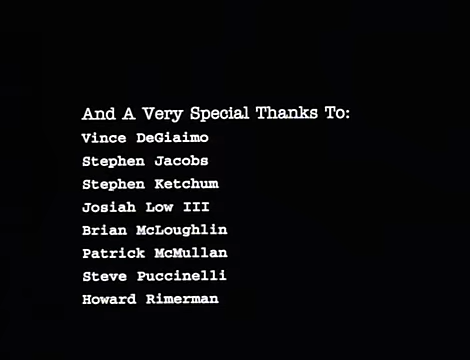 And A Very Special Thanks To:
Vince DeGiaimo
Stephen Jacobs
Stephen Ketchum
Josiah Low III
Brian McLoughlin
Patrick McMullan
Steve Puccinelli
Howard Rimerman